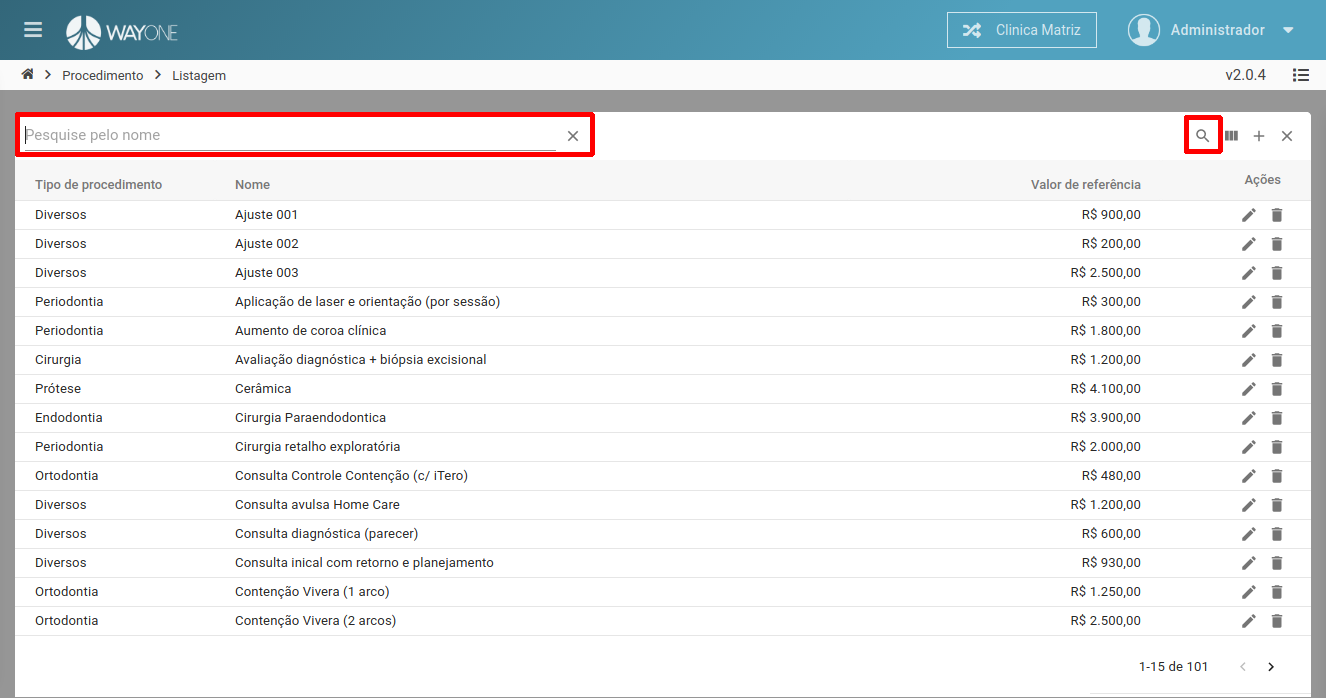 WAYONE
Clinica Matriz
Administrador
Procedimento
Listagem
v2.0.4
Pesquise pelo nome
Tipo de procedimento Nome Valor de referência Ações
Diversos Ajuste 001 R$ 900,00
Diversos Ajuste 002 R$ 200,00
Diversos Ajuste 003 R$ 2.500,00
Periodontia Aplicação de laser e orientação (por sessão) R$ 300,00
Periodontia Aumento de coroa clínica R$ 1.800,00
Cirurgia Avaliação diagnóstica + biópsia excisional R$ 1.200,00
Prótese Cerâmica R$ 4.100,00
Endodontia Cirurgia Paraendodontica R$ 3.900,00
Periodontia Cirurgia retalho exploratória R$ 2.000,00
Ortodontia Consulta Controle Contenção (c/ iTero) R$ 480,00
Diversos Consulta avulsa Home Care R$ 1.200,00
Diversos Consulta diagnóstica (parecer) R$ 600,00
Diversos Consulta inical com retorno e planejamento R$ 930,00
Ortodontia Contenção Vivera (1 arco) R$ 1.250,00
Ortodontia Contenção Vivera (2 arcos) R$ 2.500,00
1-15 de 101